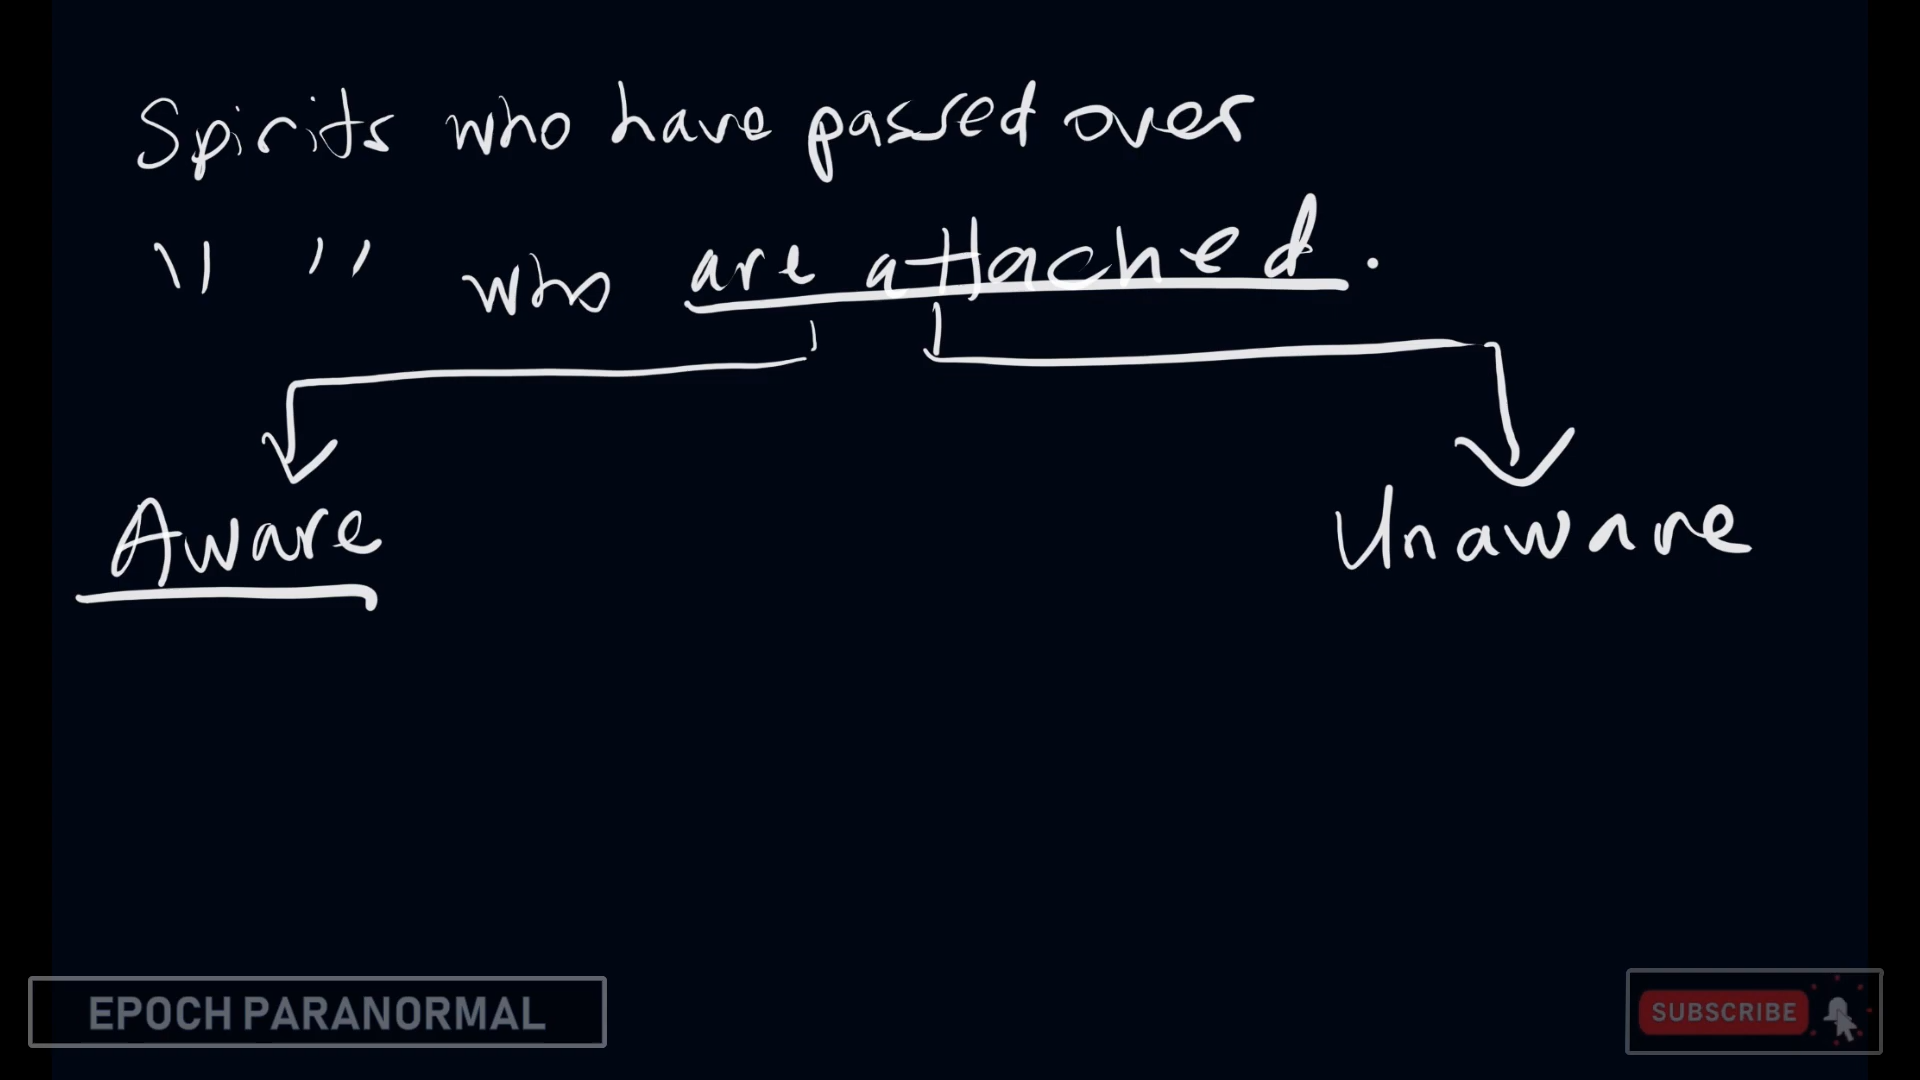 Spirits who have passed over
" " who are attached.
Aware
Unaware
EPOCH PARANORMAL
SUBSCRIBE